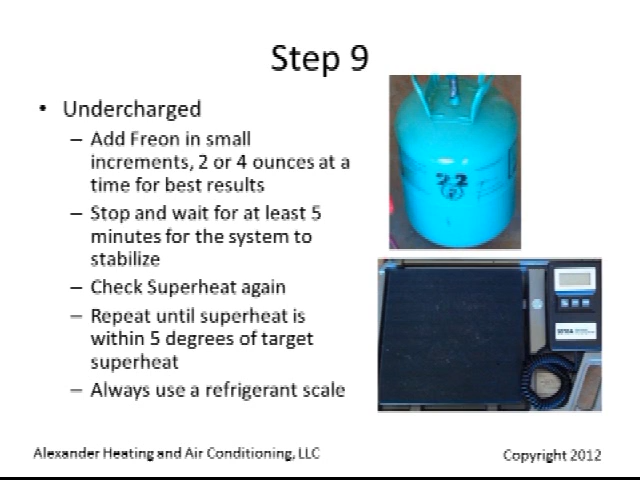 Step 9
• Undercharged
– Add Freon in small
increments, 2 or 4 ounces at a
time for best results
– Stop and wait for at least 5
minutes for the system to
stabilize
– Check Superheat again
– Repeat until superheat is
within 5 degrees of target
superheat
– Always use a refrigerant scale
22
Alexander Heating and Air Conditioning, LLC
Copyright 2012